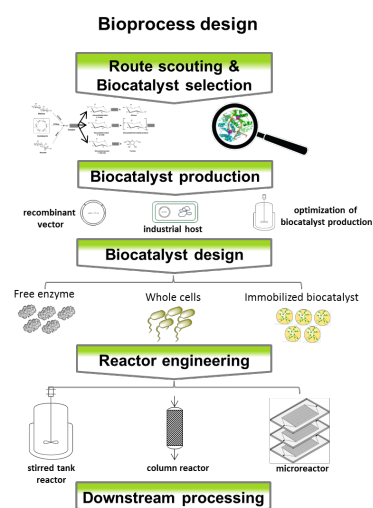 Bioprocess design
Route scouting &
Biocatalyst selection
Biocatalyst production
recombinant
vector
industrial host
optimization of
biocatalyst production
Biocatalyst design
Free enzyme
Whole cells
Immobilized biocatalyst
Reactor engineering
stirred tank
reactor
column reactor
microreactor
Downstream processing